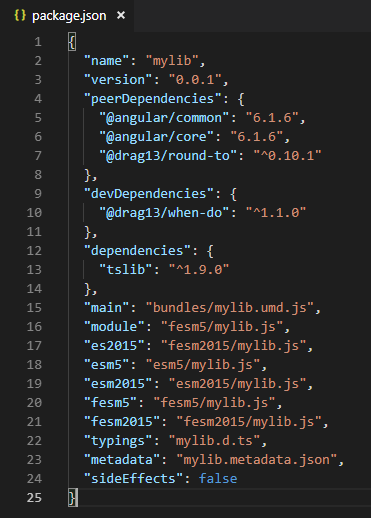 {} package.json ×
1 {
2 "name": "mylib",
3 "version": "0.0.1",
4 "peerDependencies": {
5 "@angular/common": "6.1.6",
6 "@angular/core": "6.1.6",
7 "@drag13/round-to": "^0.10.1"
8 },
9 "devDependencies": {
10 "@drag13/when-do": "^1.1.0"
11 },
12 "dependencies": {
13 "tslib": "^1.9.0"
14 },
15 "main": "bundles/mylib.umd.js",
16 "module": "fesm5/mylib.js",
17 "es2015": "fesm2015/mylib.js",
18 "esm5": "esm5/mylib.js",
19 "esm2015": "esm2015/mylib.js",
20 "fesm5": "fesm5/mylib.js",
21 "fesm2015": "fesm2015/mylib.js",
22 "typings": "mylib.d.ts",
23 "metadata": "mylib.metadata.json",
24 "sideEffects": false
25 }